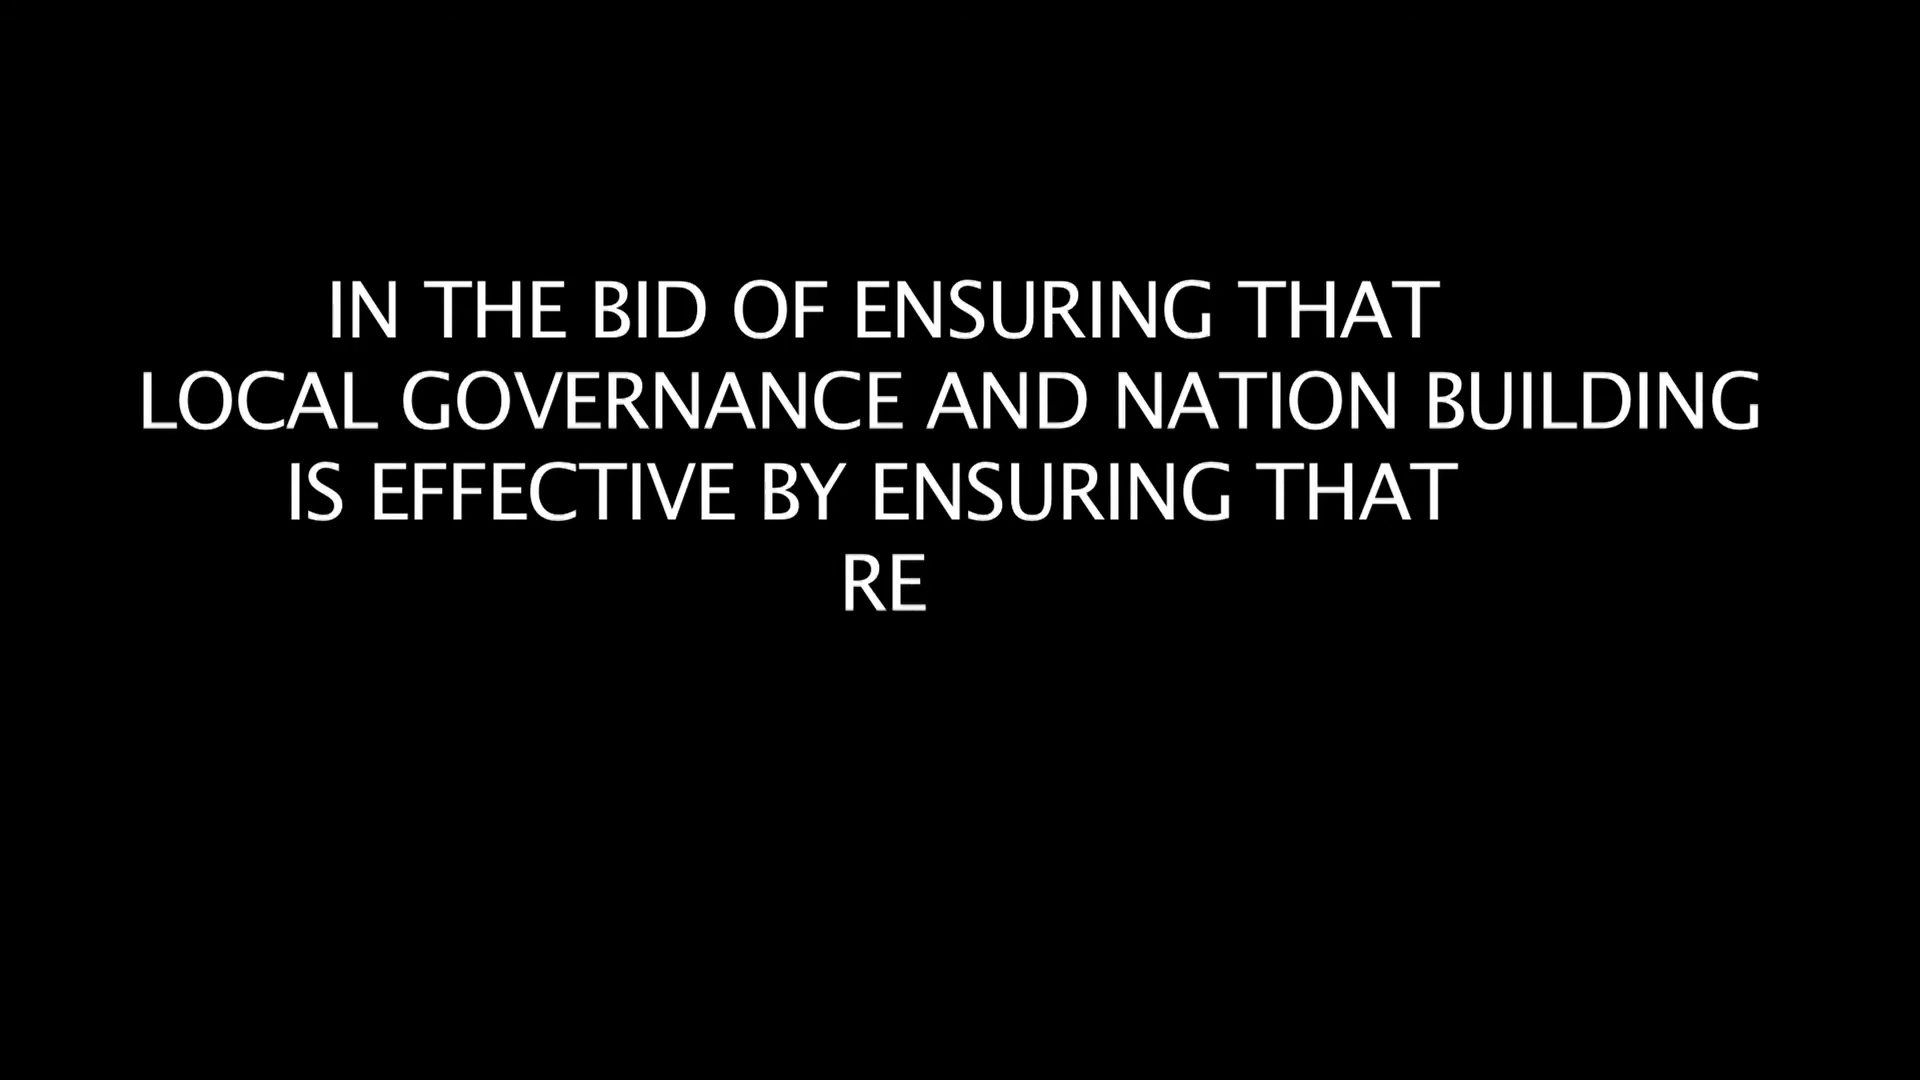 IN THE BID OF ENSURING THAT
LOCAL GOVERNANCE AND NATION BUILDING
IS EFFECTIVE BY ENSURING THAT
RE